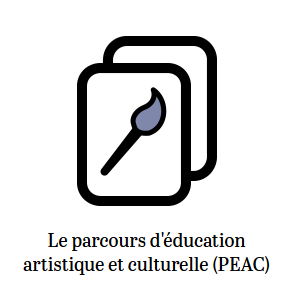 Le parcours d'éducation
artistique et culturelle (PEAC)